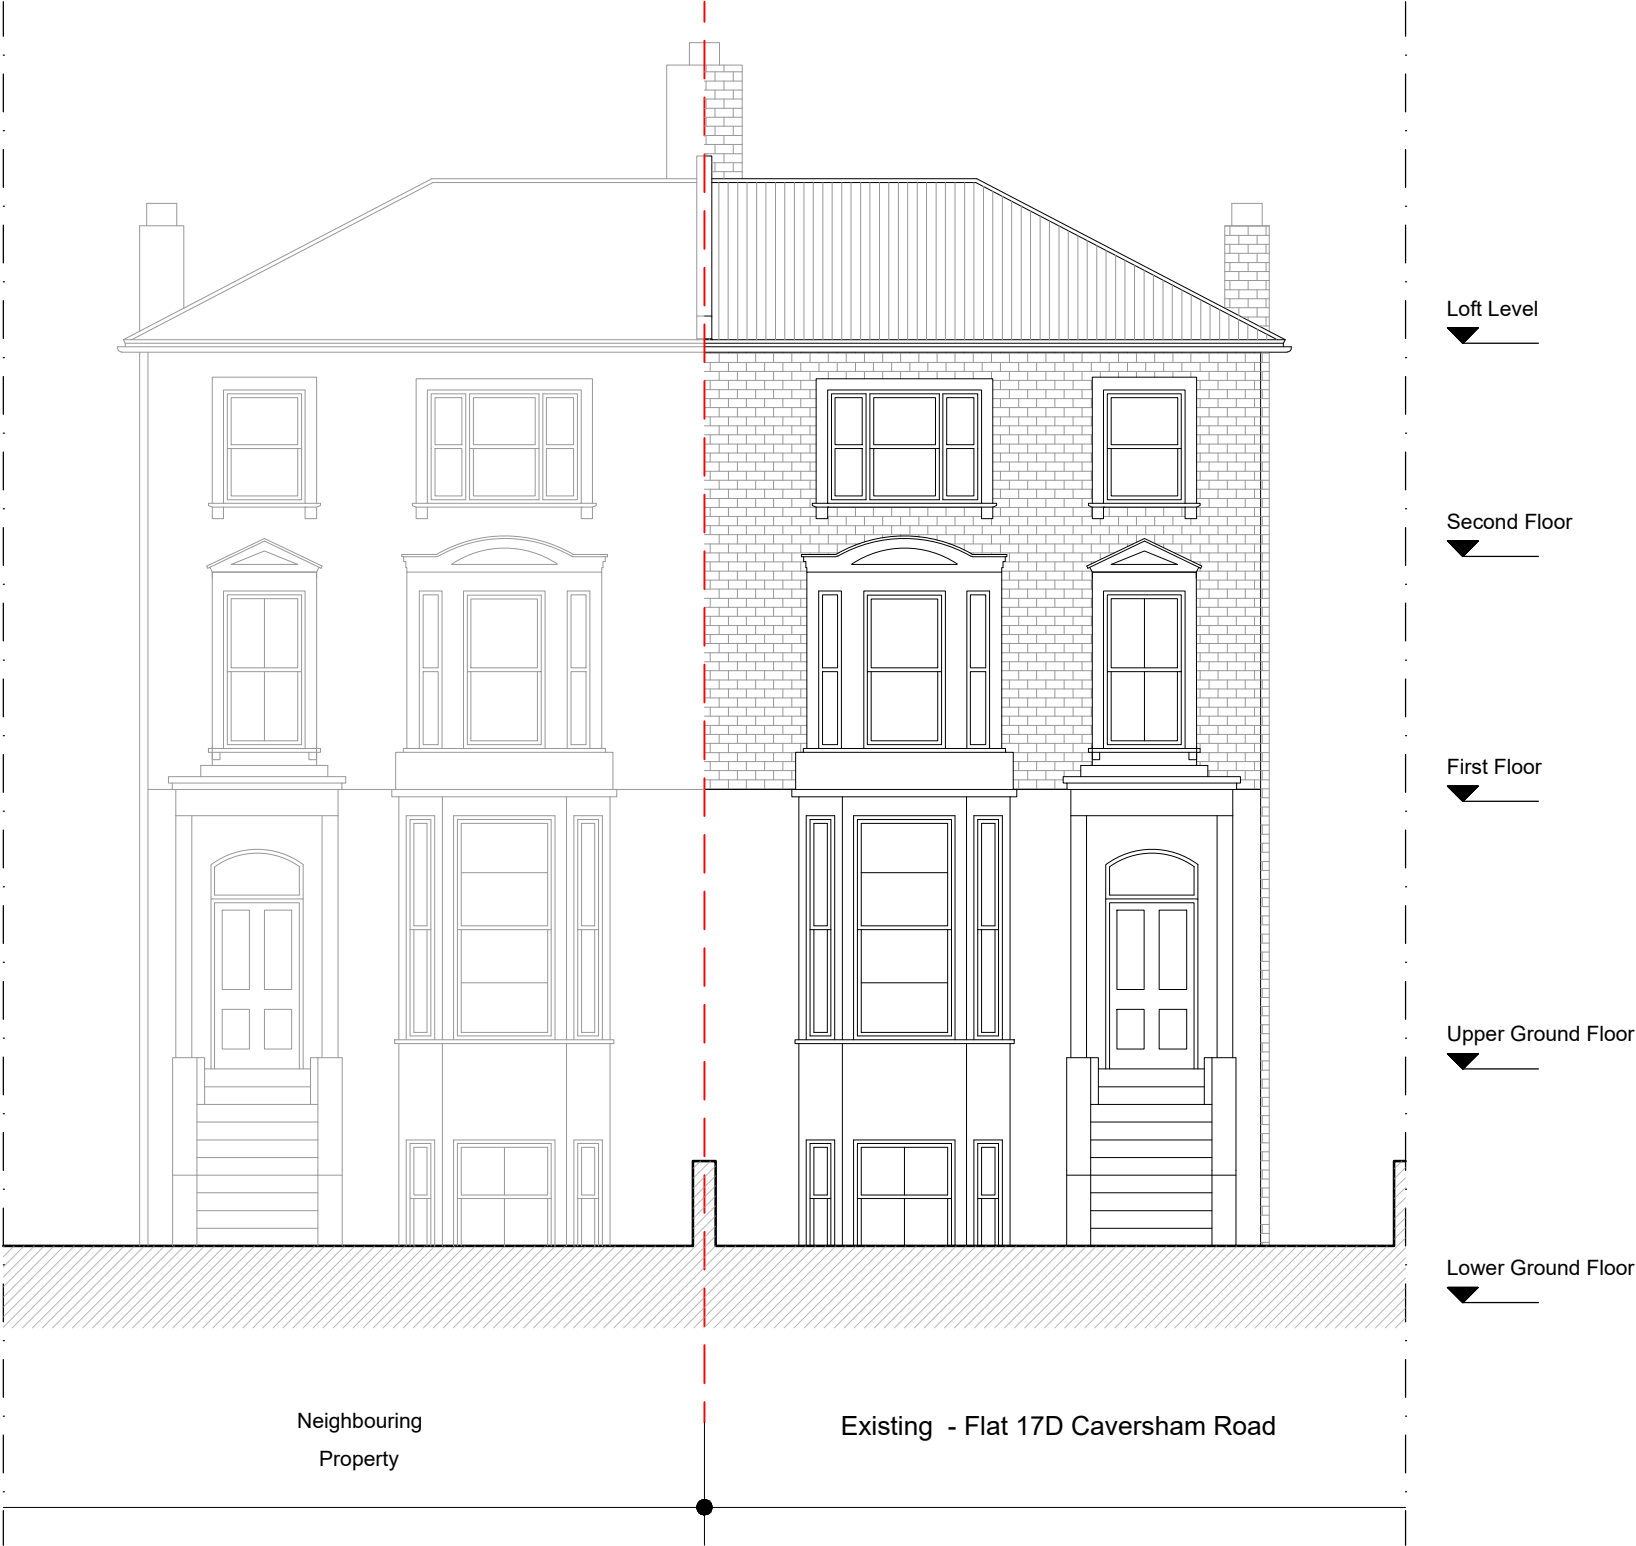 Loft Level
Second Floor
First Floor
Upper Ground Floor
Lower Ground Floor
Neighbouring
Property
Existing - Flat 17D Caversham Road